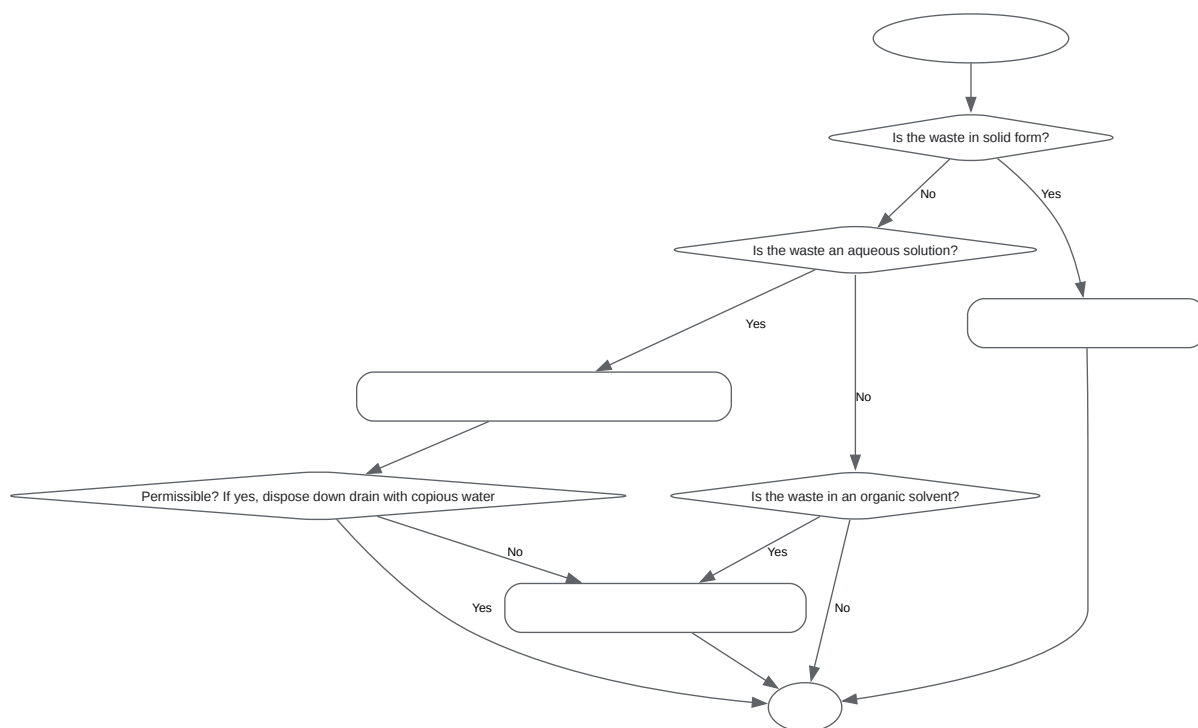 Is the waste in solid form?
No
Yes
Is the waste an aqueous solution?
Yes
No
Permissible? If yes, dispose down drain with copious water
Is the waste in an organic solvent?
No
Yes
Yes
No